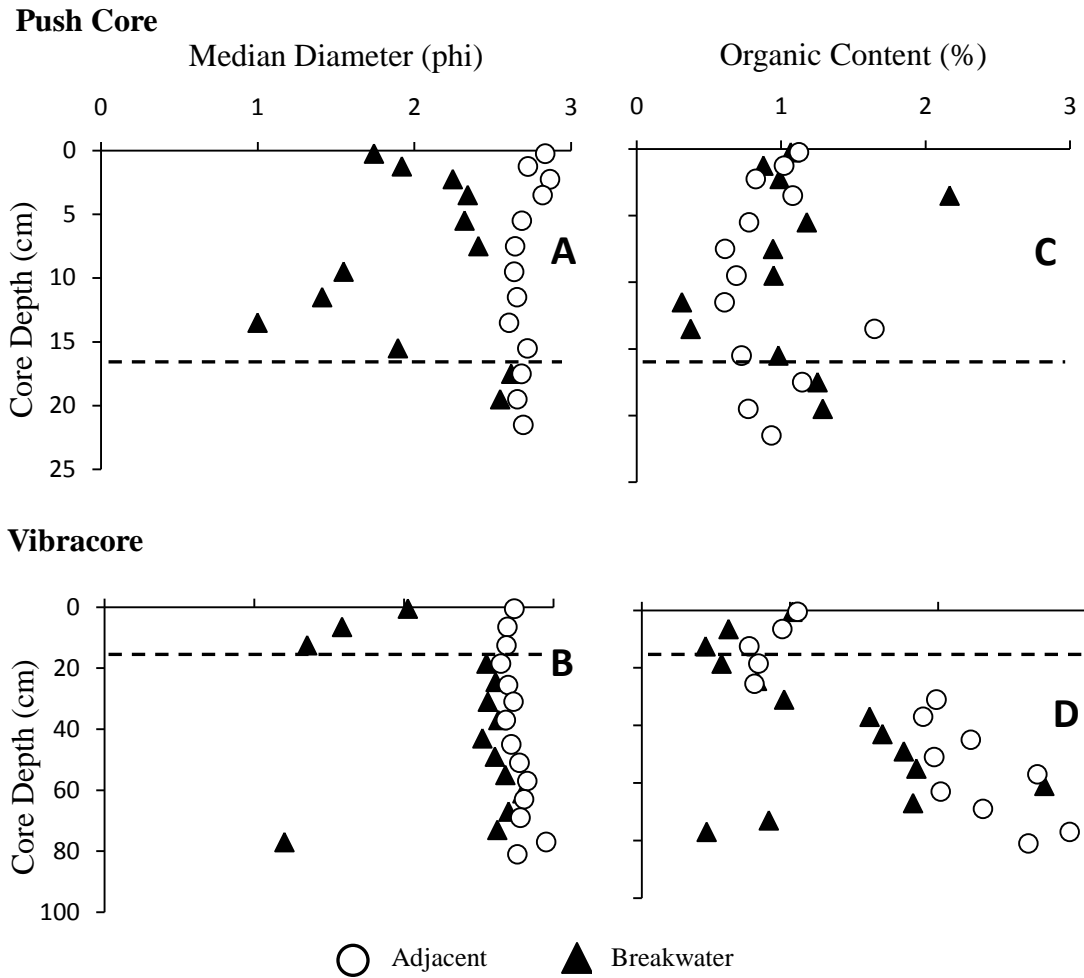 Push Core
Median Diameter (phi)
Organic Content (%)
0 1 2 3
0 1 2 3
Core Depth (cm)
0
5
10
15
20
25
A
C
Vibracore
Core Depth (cm)
0
20
40
60
80
100
B
D
Adjacent
Breakwater